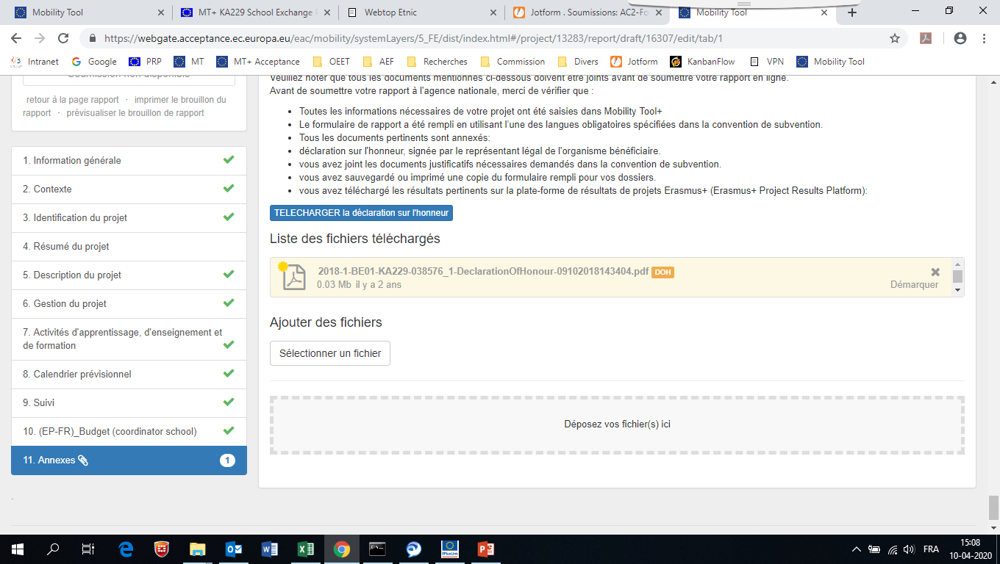 Mobility Tool
MT+ KA229 School Exchange
Webtop Etnic
Jotform . Soumissions: AC2-Fo
Mobility Tool
https://webgate.acceptance.ec.europa.eu/eac/mobility/systemLayers/5_FE/dist/index.html#/project/13283/report/draft/16307/edit/tab/1
Intranet
Google
PRP
MT
MT+ Acceptance
OEET
AEF
Recherches
Commission
Divers
Jotform
KanbanFlow
VPN
Mobility Tool
Soumission non disponible
retour à la page rapport · imprimer le brouillon du
rapport · prévisualiser le brouillon de rapport
1. Information générale
2. Contexte
3. Identification du projet
4. Résumé du projet
5. Description du projet
6. Gestion du projet
7. Activités d'apprentissage, d'enseignement et
de formation
8. Calendrier prévisionnel
9. Suivi
10. (EP-FR)_Budget (coordinator school)
11. Annexes
1
Veuillez noter que tous les documents mentionnés ci-dessous doivent être joints avant de soumettre votre rapport en ligne.
Avant de soumettre votre rapport à l'agence nationale, merci de vérifier que :
Toutes les informations nécessaires de votre projet ont été saisies dans Mobility Tool+
Le formulaire de rapport a été rempli en utilisant l'une des langues obligatoires spécifiées dans la convention de subvention.
Tous les documents pertinents sont annexés:
déclaration sur l'honneur, signée par le représentant légal de l'organisme bénéficiaire.
vous avez joint les documents justificatifs nécessaires demandés dans la convention de subvention.
vous avez sauvegardé ou imprimé une copie du formulaire rempli pour vos dossiers.
vous avez téléchargé les résultats pertinents sur la plate-forme de résultats de projets Erasmus+ (Erasmus+ Project Results Platform):
TELECHARGER la déclaration sur l'honneur
Liste des fichiers téléchargés
2018-1-BE01-KA229-038576_1-DeclarationOfHonour-09102018143404.pdf DOH
0.03 Mb il y a 2 ans
Démarquer
Ajouter des fichiers
Sélectionner un fichier
Déposez vos fichier(s) ici
FRA
15:08
10-04-2020